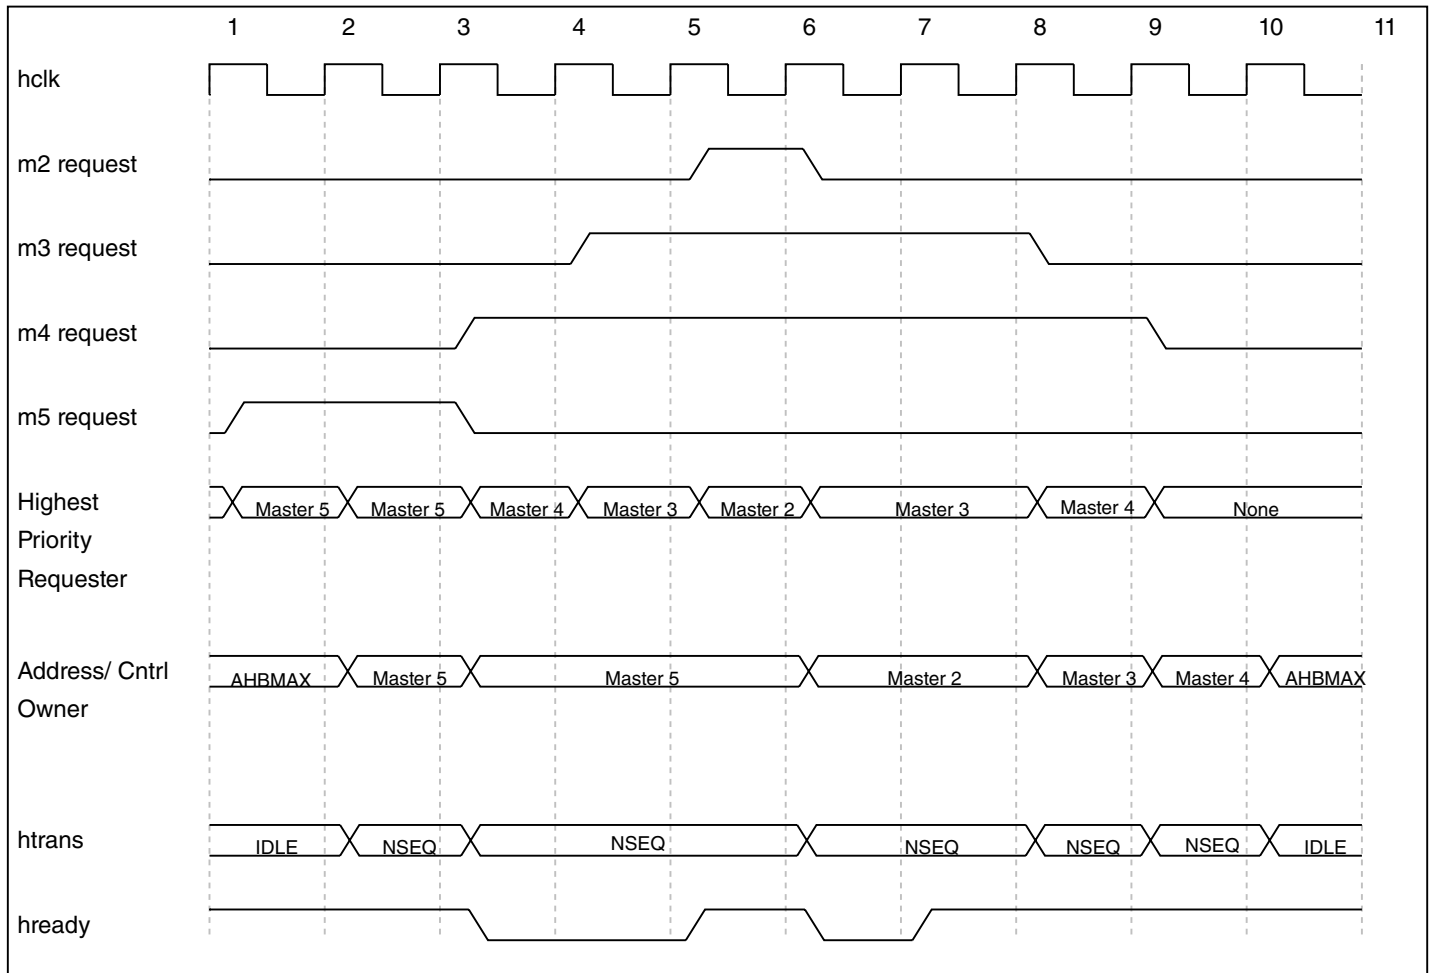 1 2 3 4 5 6 7 8 9 10 11
hclk
m2 request
m3 request
m4 request
m5 request
Highest Master 5 Master 5 Master 4 Master 3 Master 2 Master 3 Master 4 None
Priority
Requester
Address/ Cntrl AHBMAX Master 5 Master 5 Master 2 Master 3 Master 4 AHBMAX
Owner
htrans IDLE NSEQ NSEQ NSEQ NSEQ NSEQ IDLE
hready